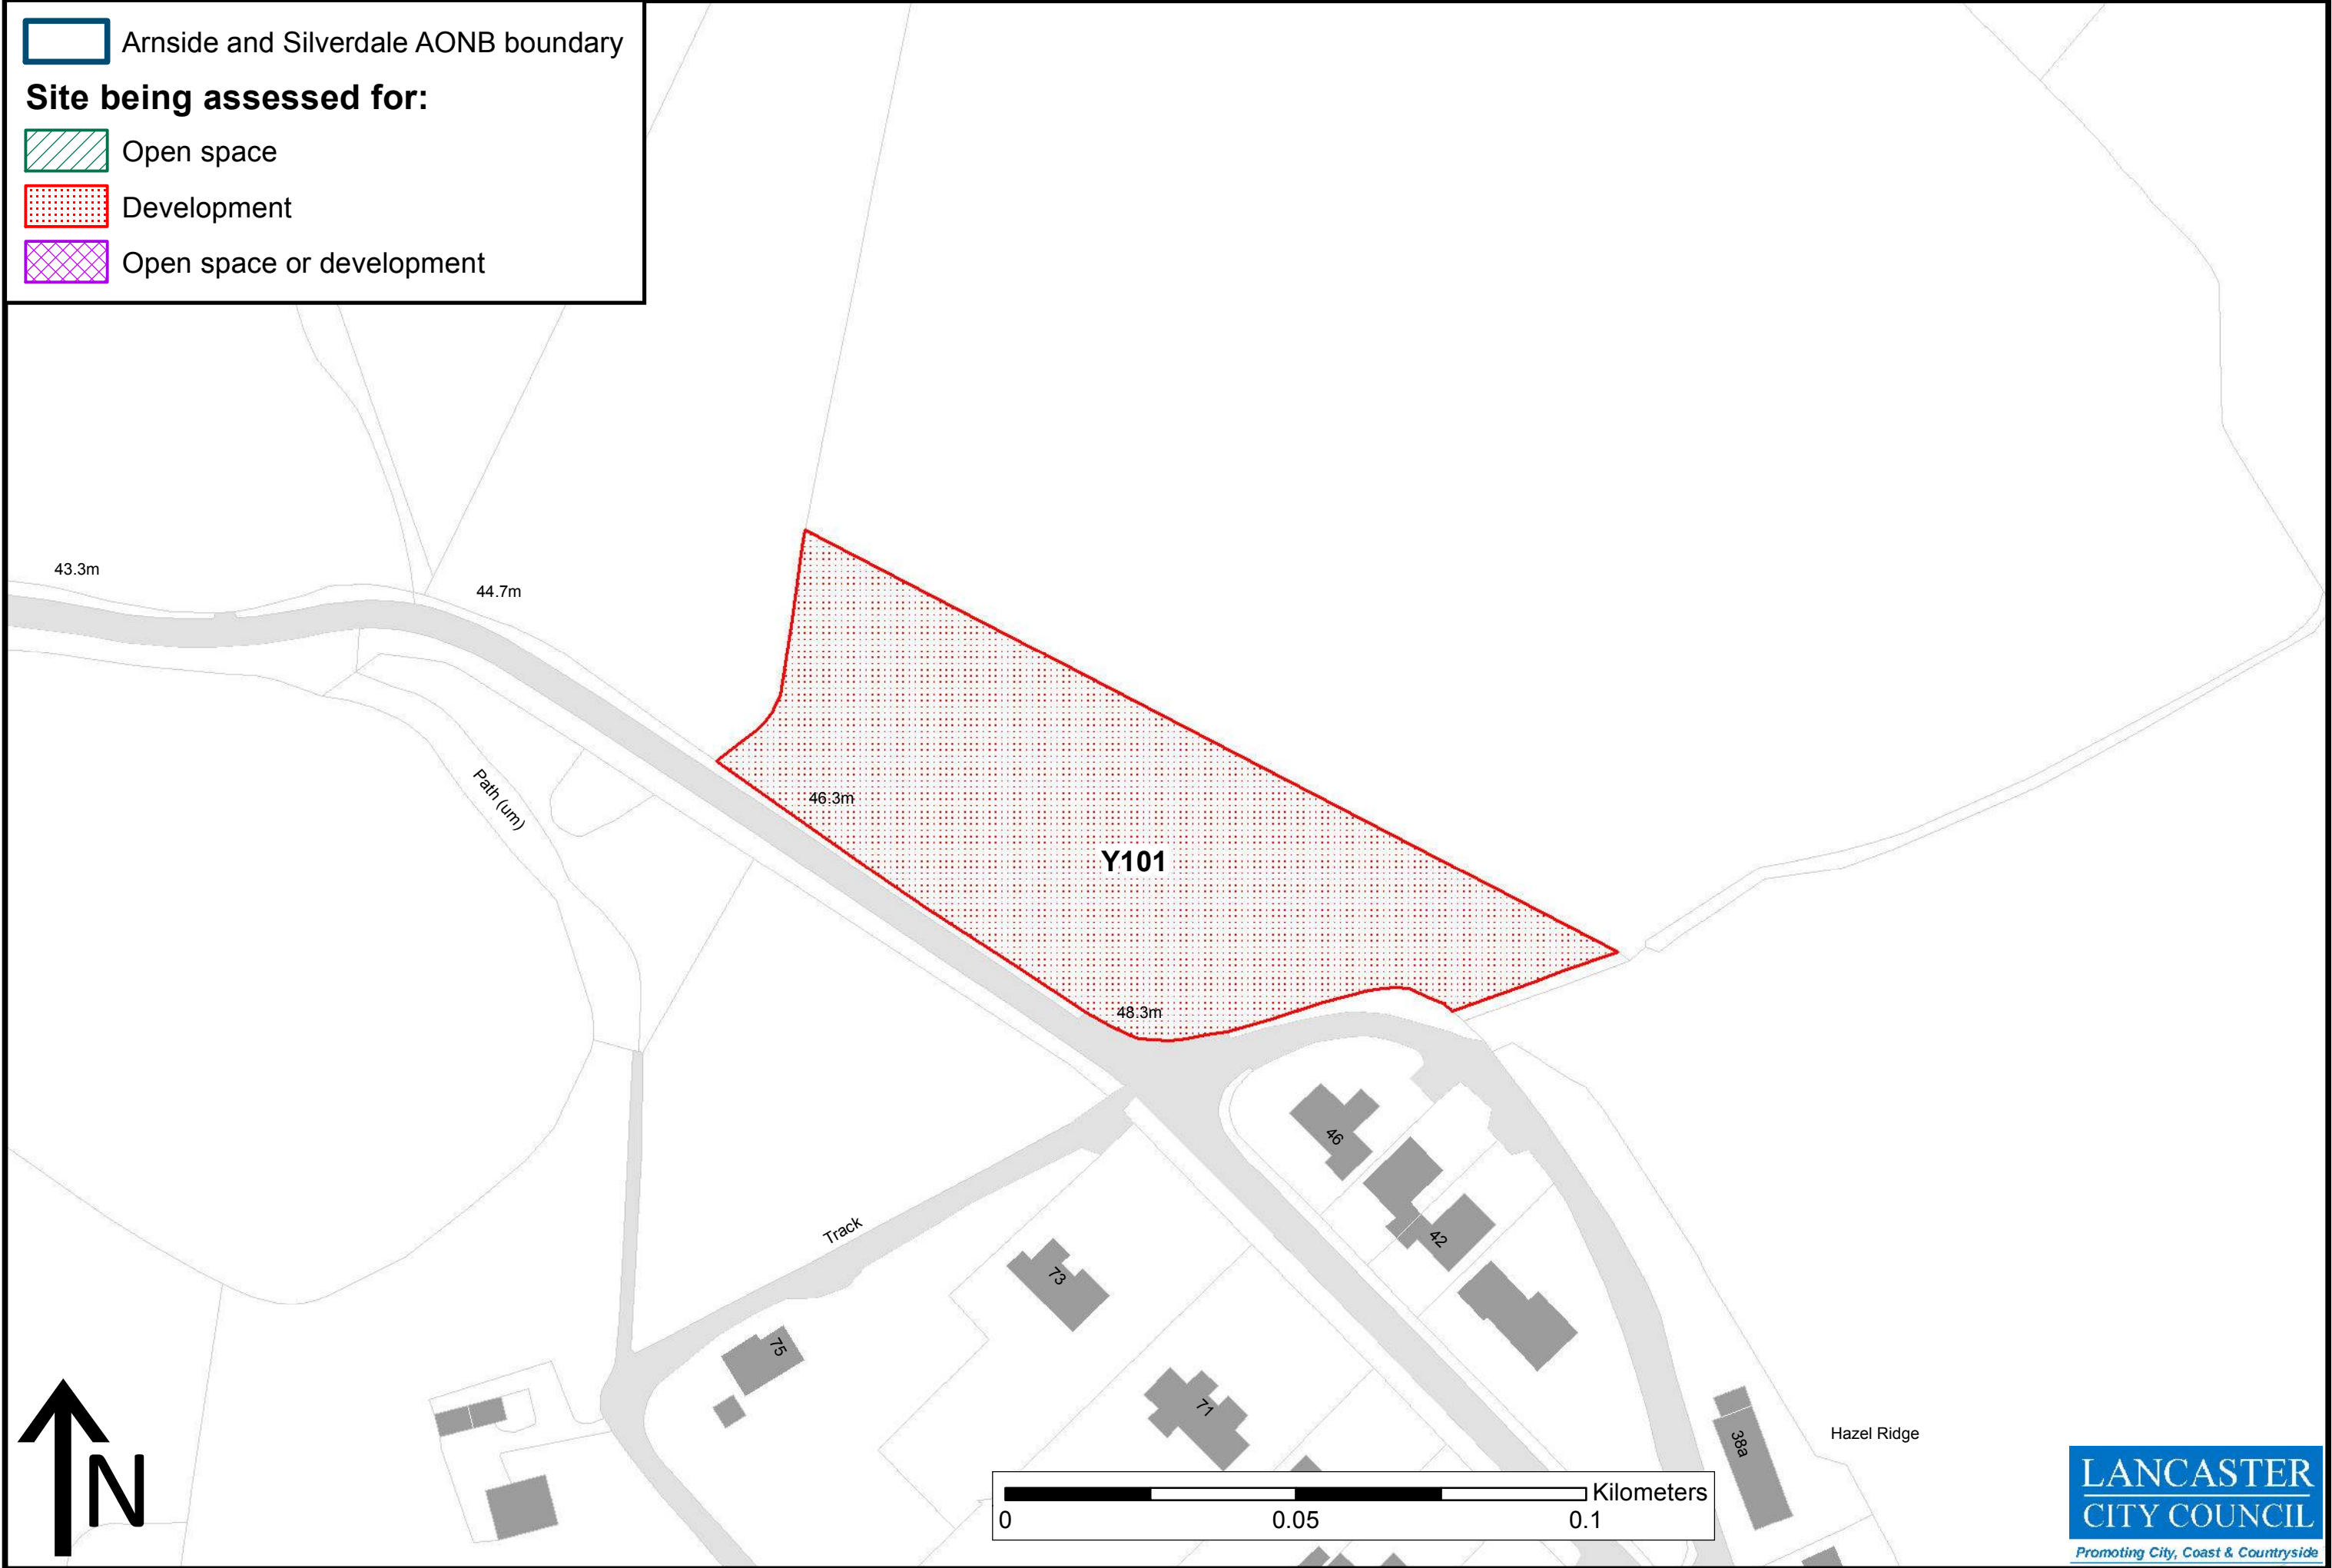 Arnside and Silverdale AONB boundary
Site being assessed for:
Open space
Development
Open space or development
43.3m
44.7m
Path (um)
46.3m
Y101
48.3m
46
42
Track
73
75
71
38a
Hazel Ridge
N
Kilometers
0 0.05 0.1
LANCASTER
CITY COUNCIL
Promoting City, Coast & Countryside